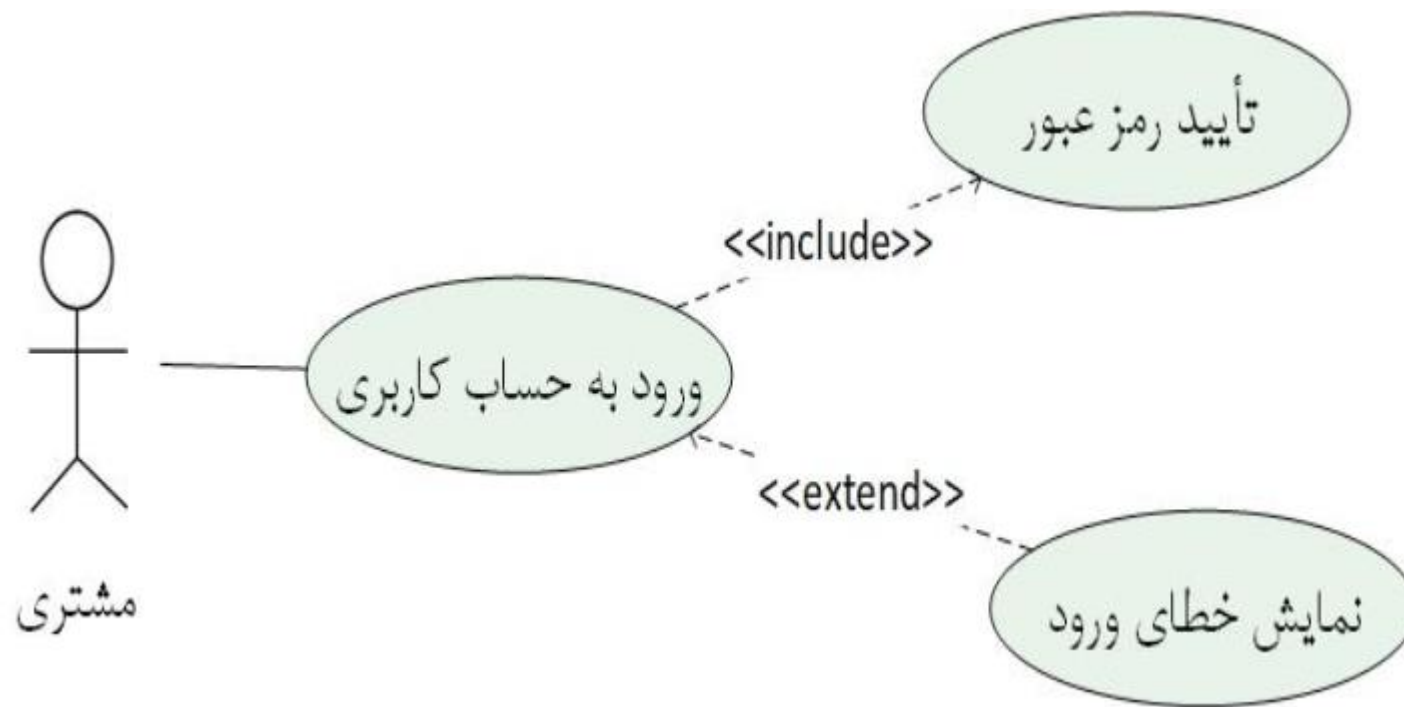 تأیید رمز عبور
<<include>>
ورود به حساب کاربری
<<extend>>
نمایش خطای ورود
مشتری